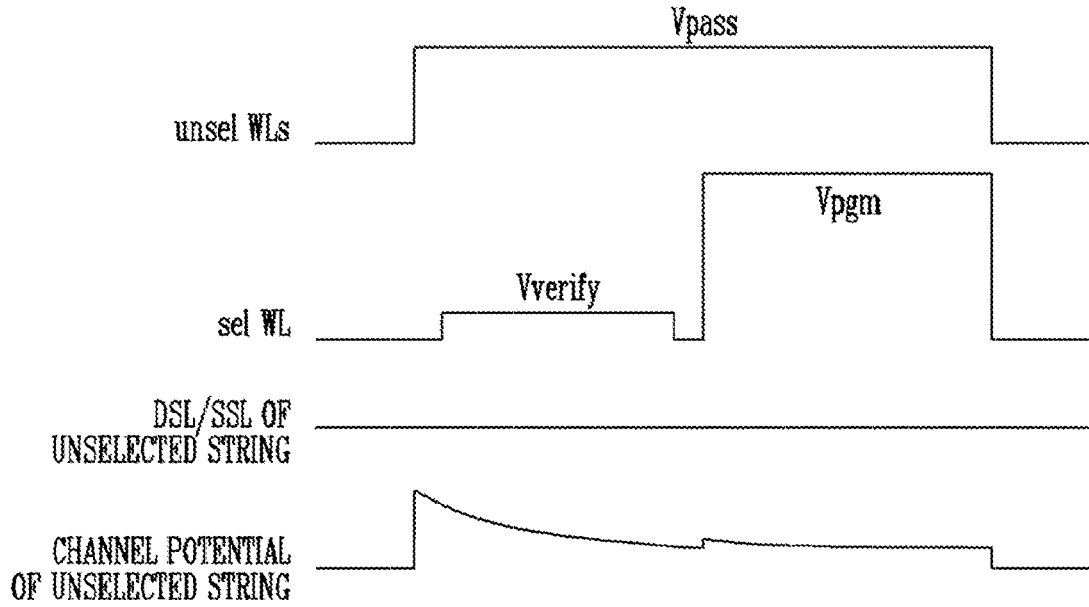 Vpass
unsel WLs
Vpgm
Vverify
sel WL
DSL/SSL OF
UNSELECTED STRING
CHANNEL POTENTIAL
OF UNSELECTED STRING